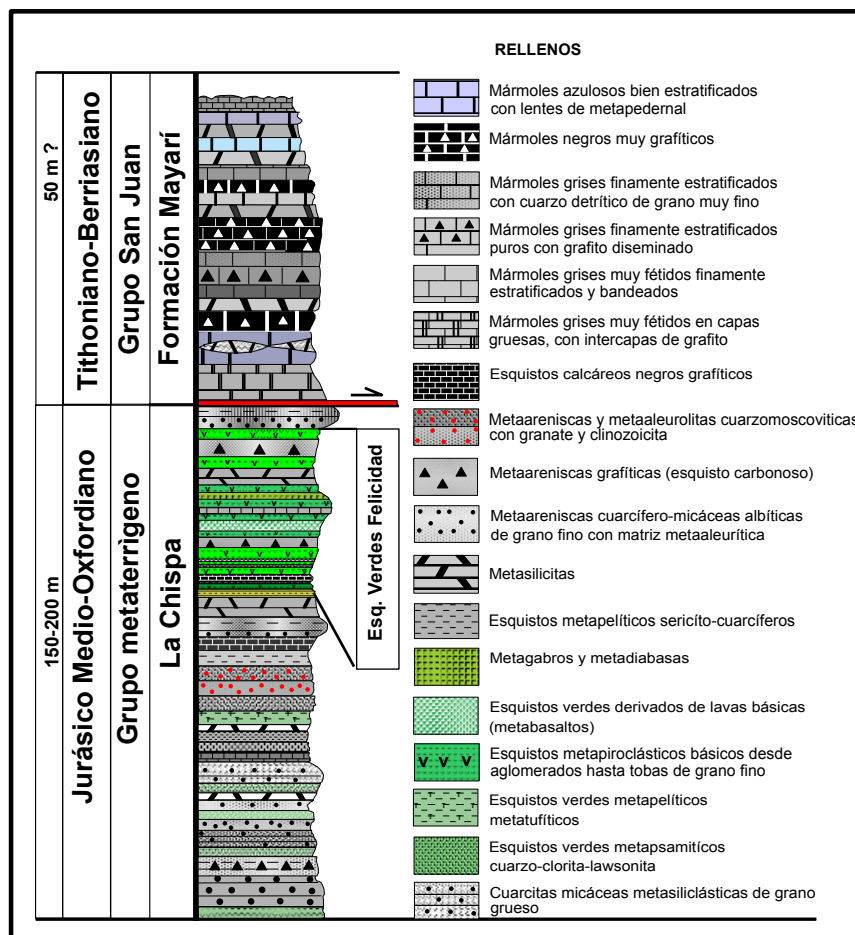 RELLENOS
50 m ?
Tithoniano-Berriasiano
Grupo San Juan
Formación Mayarí
150-200 m
Jurásico Medio-Oxfordiano
Grupo metaterrìgeno
La Chispa
Esq. Verdes Felicidad
Mármoles azulosos bien estratificados
con lentes de metapedernal
Mármoles negros muy grafíticos
Mármoles grises finamente estratificados
con cuarzo detrítico de grano muy fino
Mármoles grises finamente estratificados
puros con grafito diseminado
Mármoles grises muy fétidos finamente
estratificados y bandeados
Mármoles grises muy fétidos en capas
gruesas, con intercapas de grafito
Esquistos calcáreos negros grafíticos
Metaareniscas y metaaleurolitas cuarzomoscoviticas
con granate y clinozoicita
Metaareniscas grafíticas (esquisto carbonoso)
Metaareniscas cuarcífero-micáceas albíticas
de grano fino con matriz metaaleurítica
Metasilicitas
Esquistos metapelíticos sericíto-cuarcíferos
Metagabros y metadiabasas
Esquistos verdes derivados de lavas básicas
(metabasaltos)
Esquistos metapiroclásticos básicos desde
aglomerados hasta tobas de grano fino
Esquistos verdes metapelíticos
metatufíticos
Esquistos verdes metapsamitícos
cuarzo-clorita-lawsonita
Cuarcitas micáceas metasiliclásticas de grano
grueso